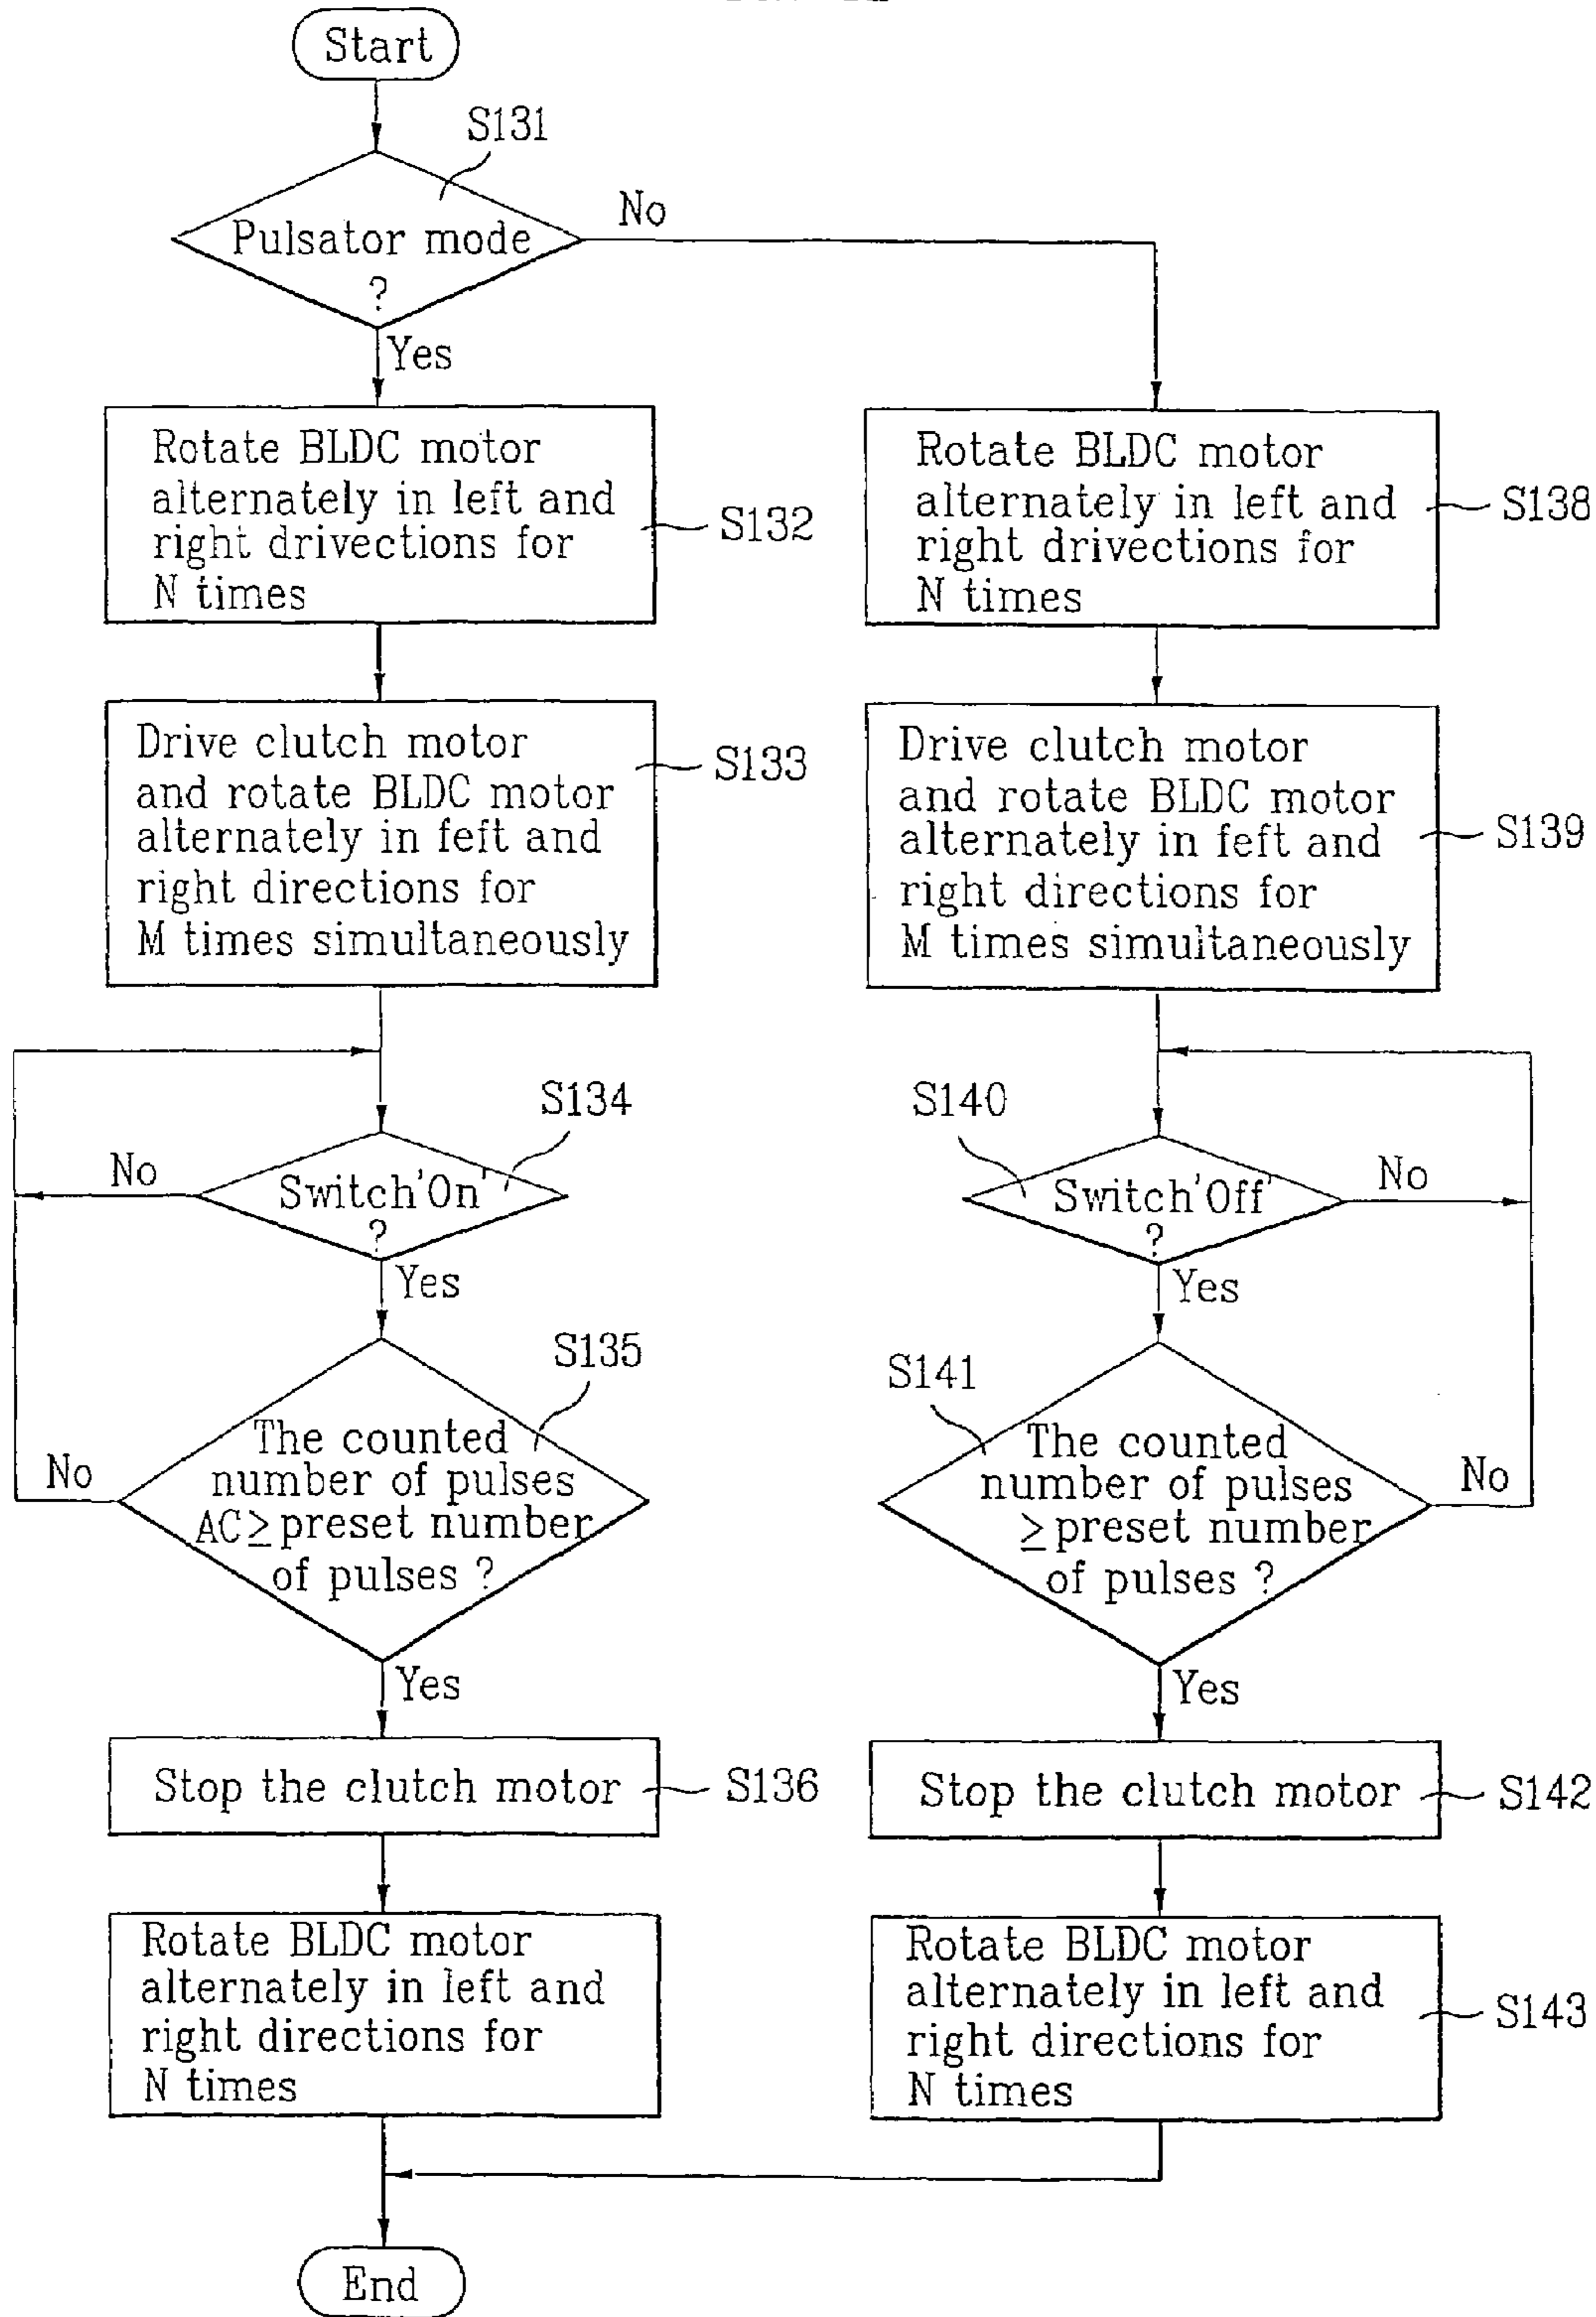 Start
S131
Pulsator mode
?
No
Yes
Rotate BLDC motor
alternately in left and
right drivections for
N times
S132
Drive clutch motor
and rotate BLDC motor
alternately in feft and
right directions for
M times simultaneously
S133
S134
Switch'On'
?
No
Yes
S135
The counted
number of pulses
AC≥preset number
of pulses ?
No
Yes
Stop the clutch motor
S136
Rotate BLDC motor
alternately in left and
right directions for
N times
Rotate BLDC motor
alternately in left and
right drivections for
N times
S138
Drive clutch motor
and rotate BLDC motor
alternately in feft and
right directions for
M times simultaneously
S139
S140
Switch'Off'
?
No
Yes
S141
The counted
number of pulses
≥preset number
of pulses ?
No
Yes
Stop the clutch motor
S142
Rotate BLDC motor
alternately in left and
right directions for
N times
S143
End